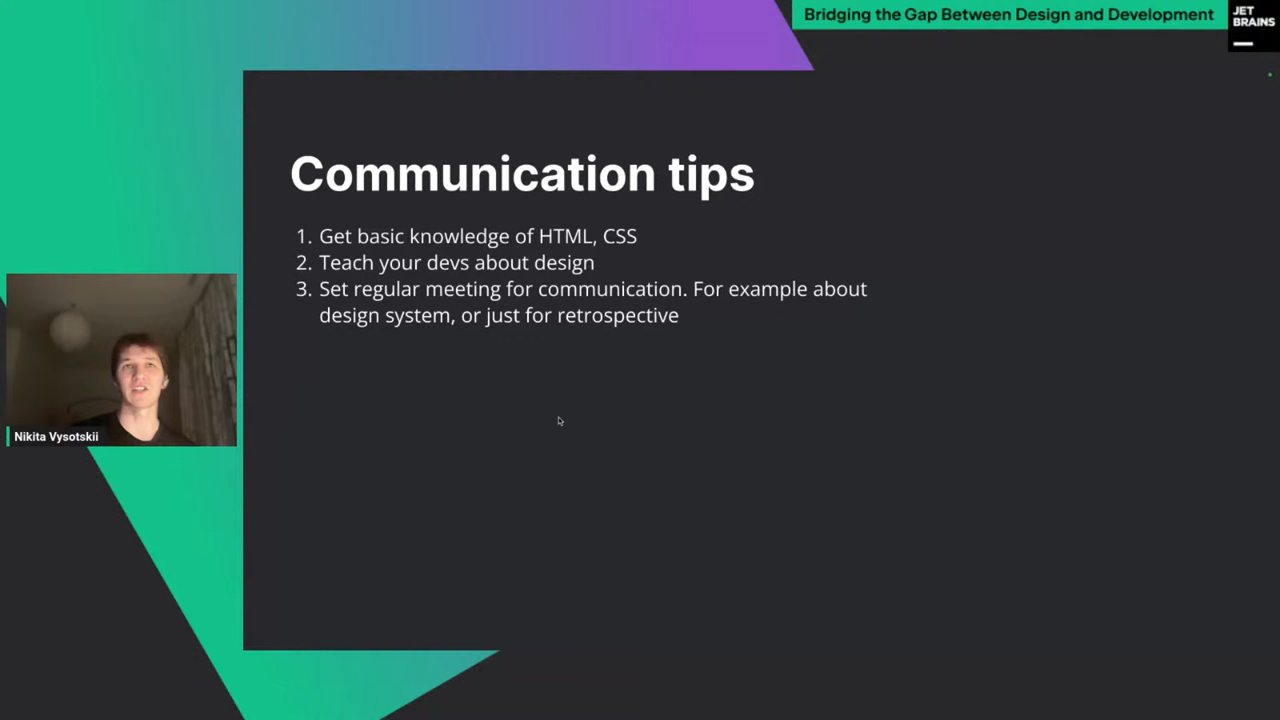 Bridging the Gap Between Design and Development
JET
BRAINS
Communication tips
1. Get basic knowledge of HTML, CSS
2. Teach your devs about design
3. Set regular meeting for communication. For example about
design system, or just for retrospective
Nikita Vysotskii